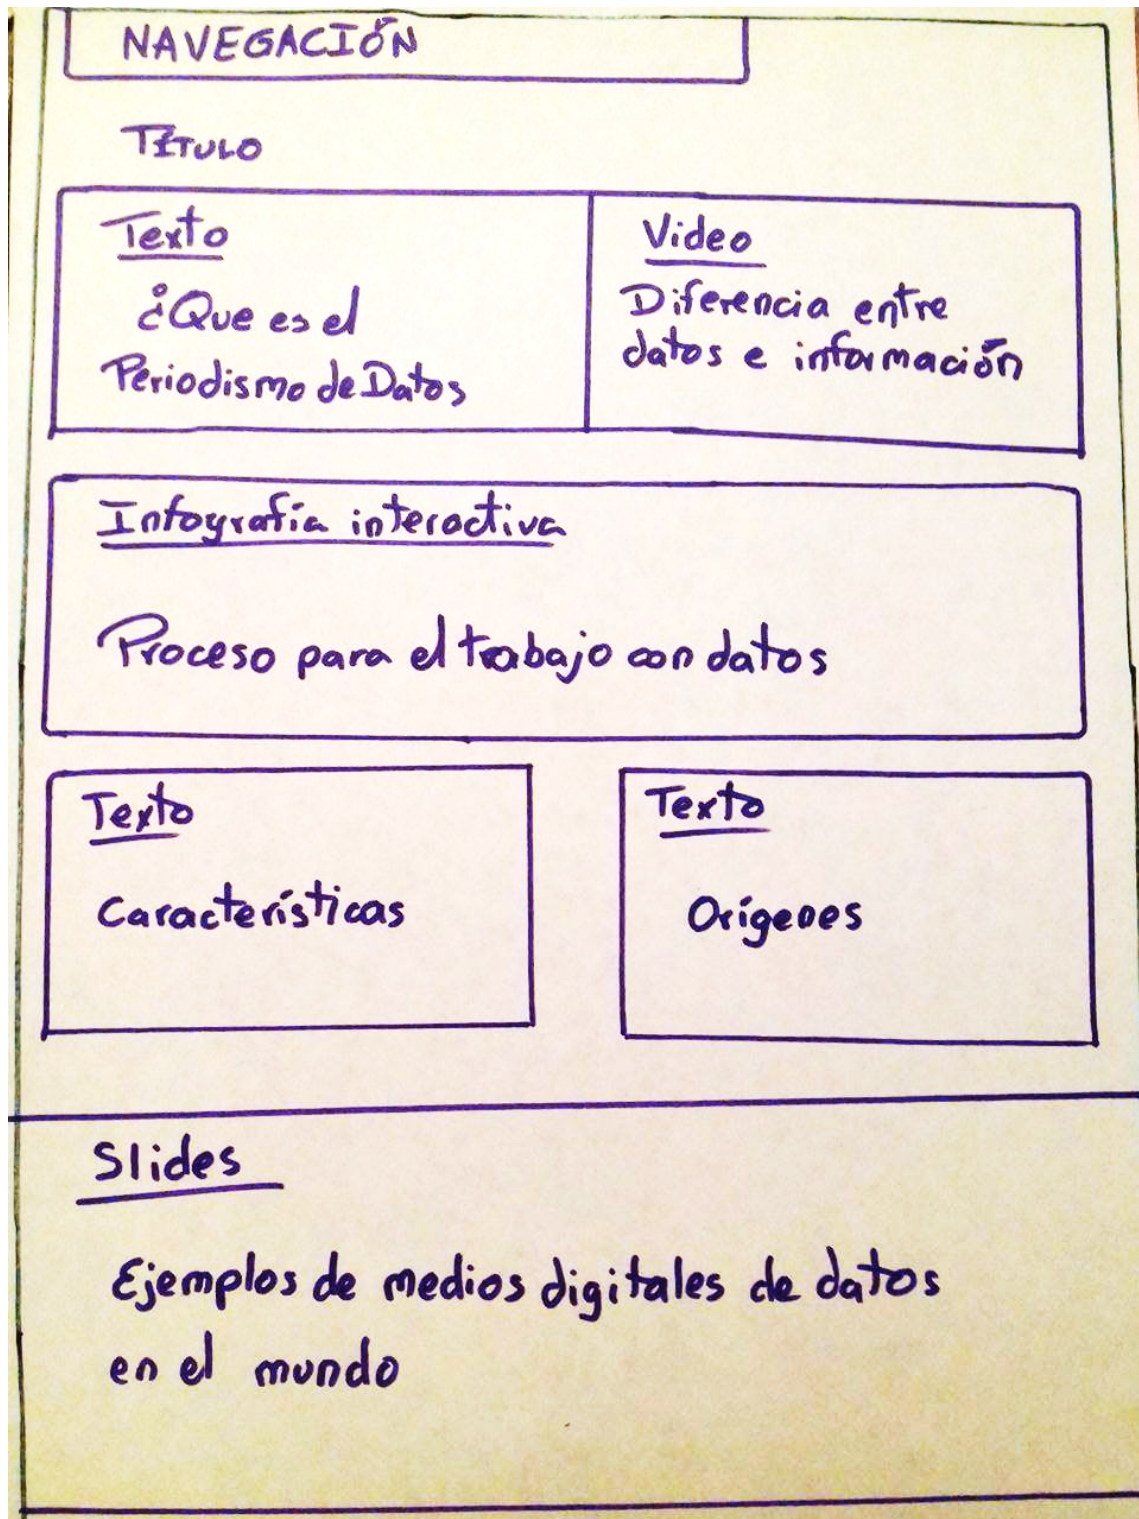 NAVEGACIÓN
TÍTULO
Texto
¿Que es el
Periodismo de Datos
Video
Diferencia entre
datos e información
Infografía interactiva
Proceso para el trabajo con datos
Texto
Características
Texto
Orígenes
Slides
Ejemplos de medios digitales de datos
en el mundo